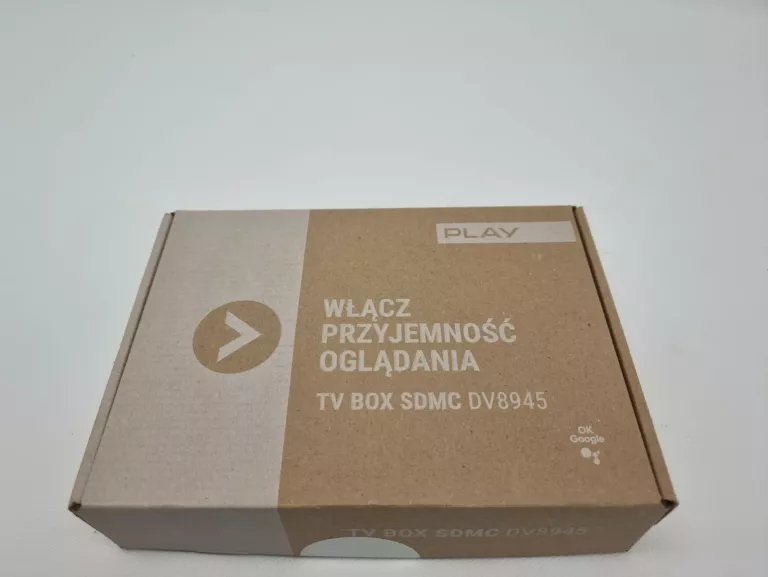 PLAY
WŁĄCZ
PRZYJEMNOŚĆ
OGLĄDANIA
TV BOX SDMC DV8945
OK
Google
TV BOX SDMC DV8945